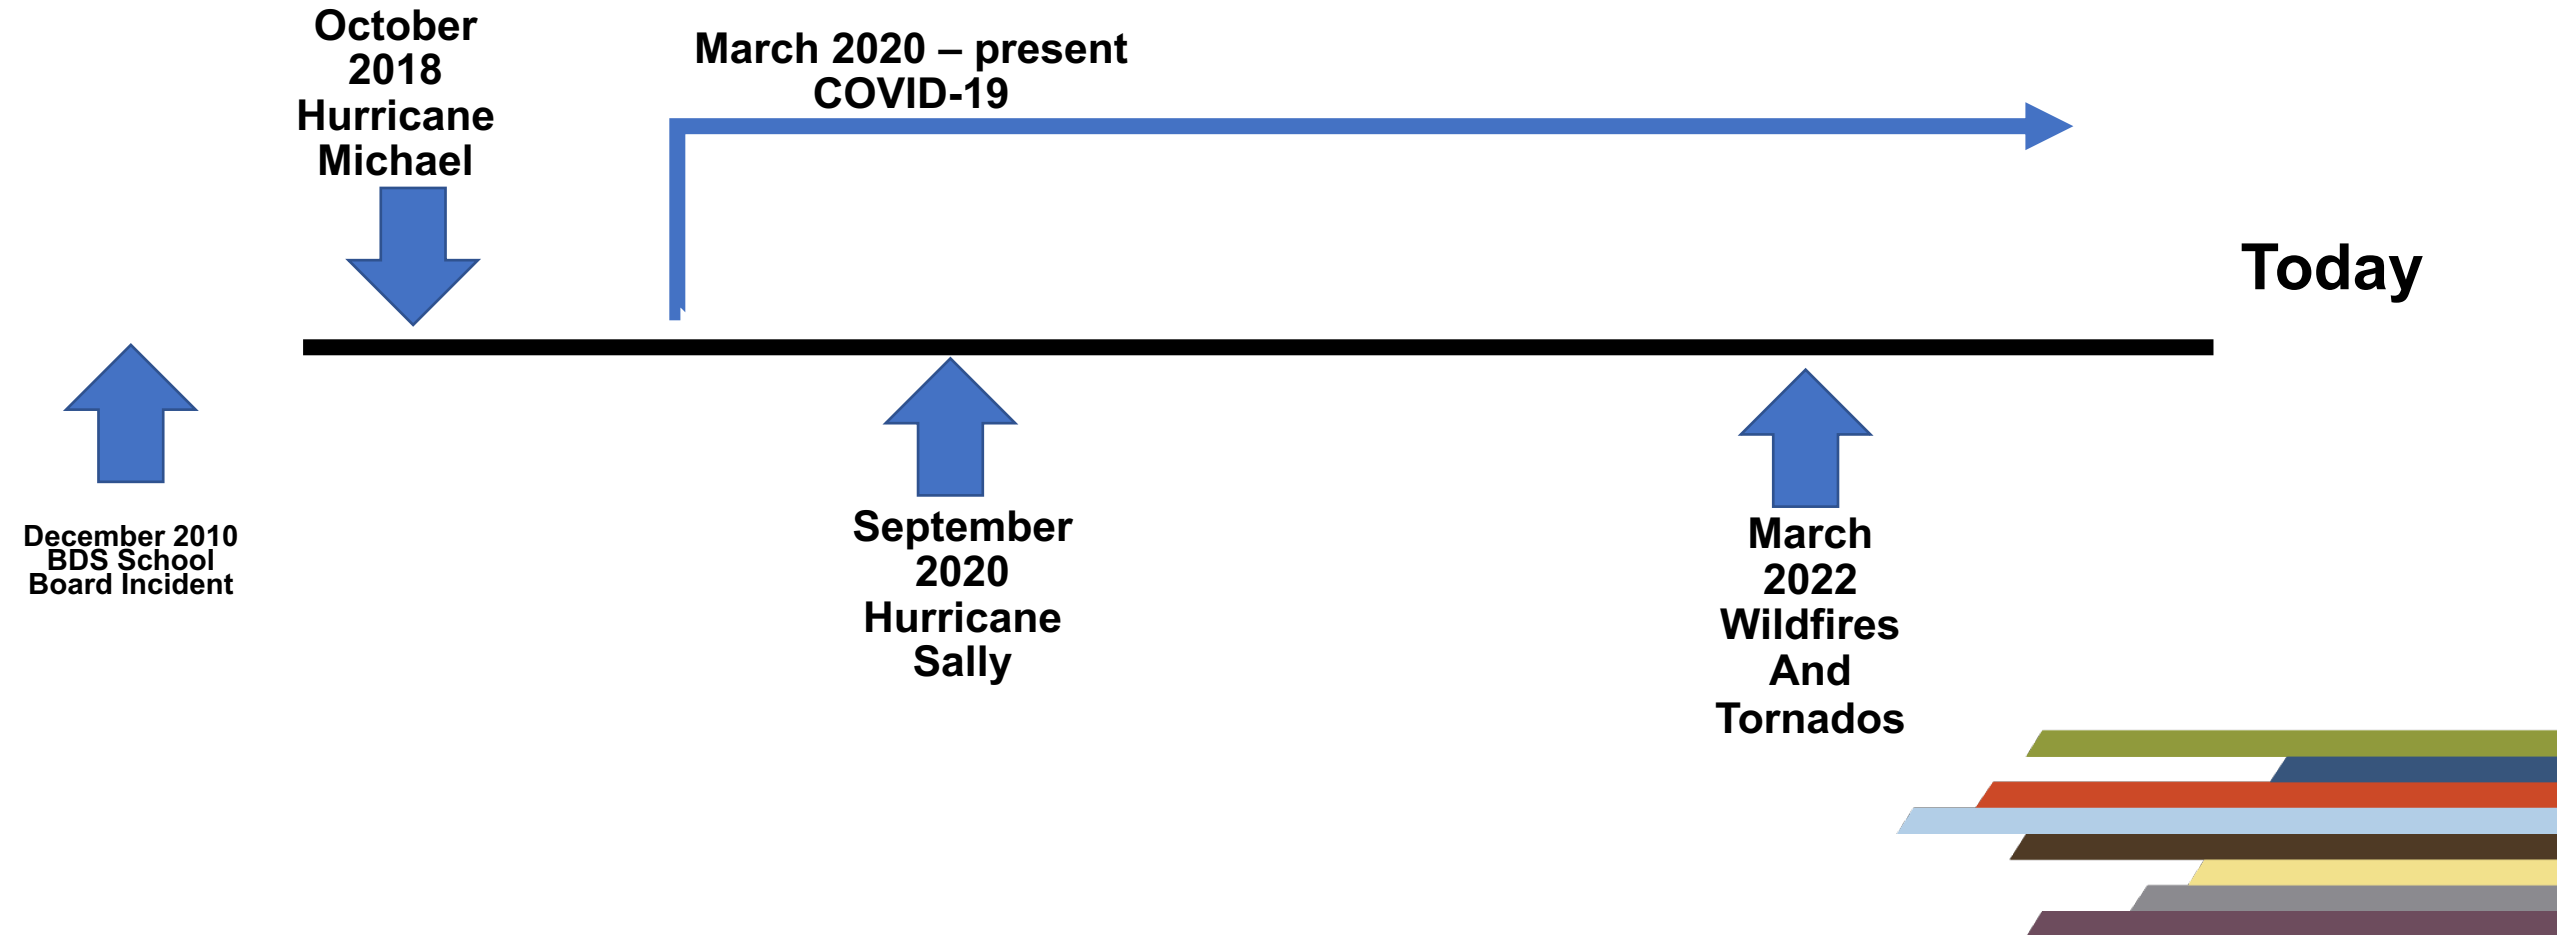 October
2018
Hurricane
Michael
March 2020 – present
COVID-19
Today
December 2010
BDS School
Board Incident
September
2020
Hurricane
Sally
March
2022
Wildfires
And
Tornados